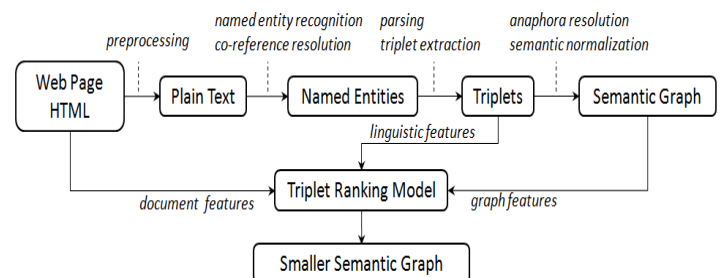 named entity recognition
anaphora resolution
preprocessing
co-reference resolution
parsing
triplet extraction
semantic normalization
Web Page
HTML
Plain Text
Named Entities
Triplets
Semantic Graph
linguistic features
Triplet Ranking Model
document features
graph features
Smaller Semantic Graph